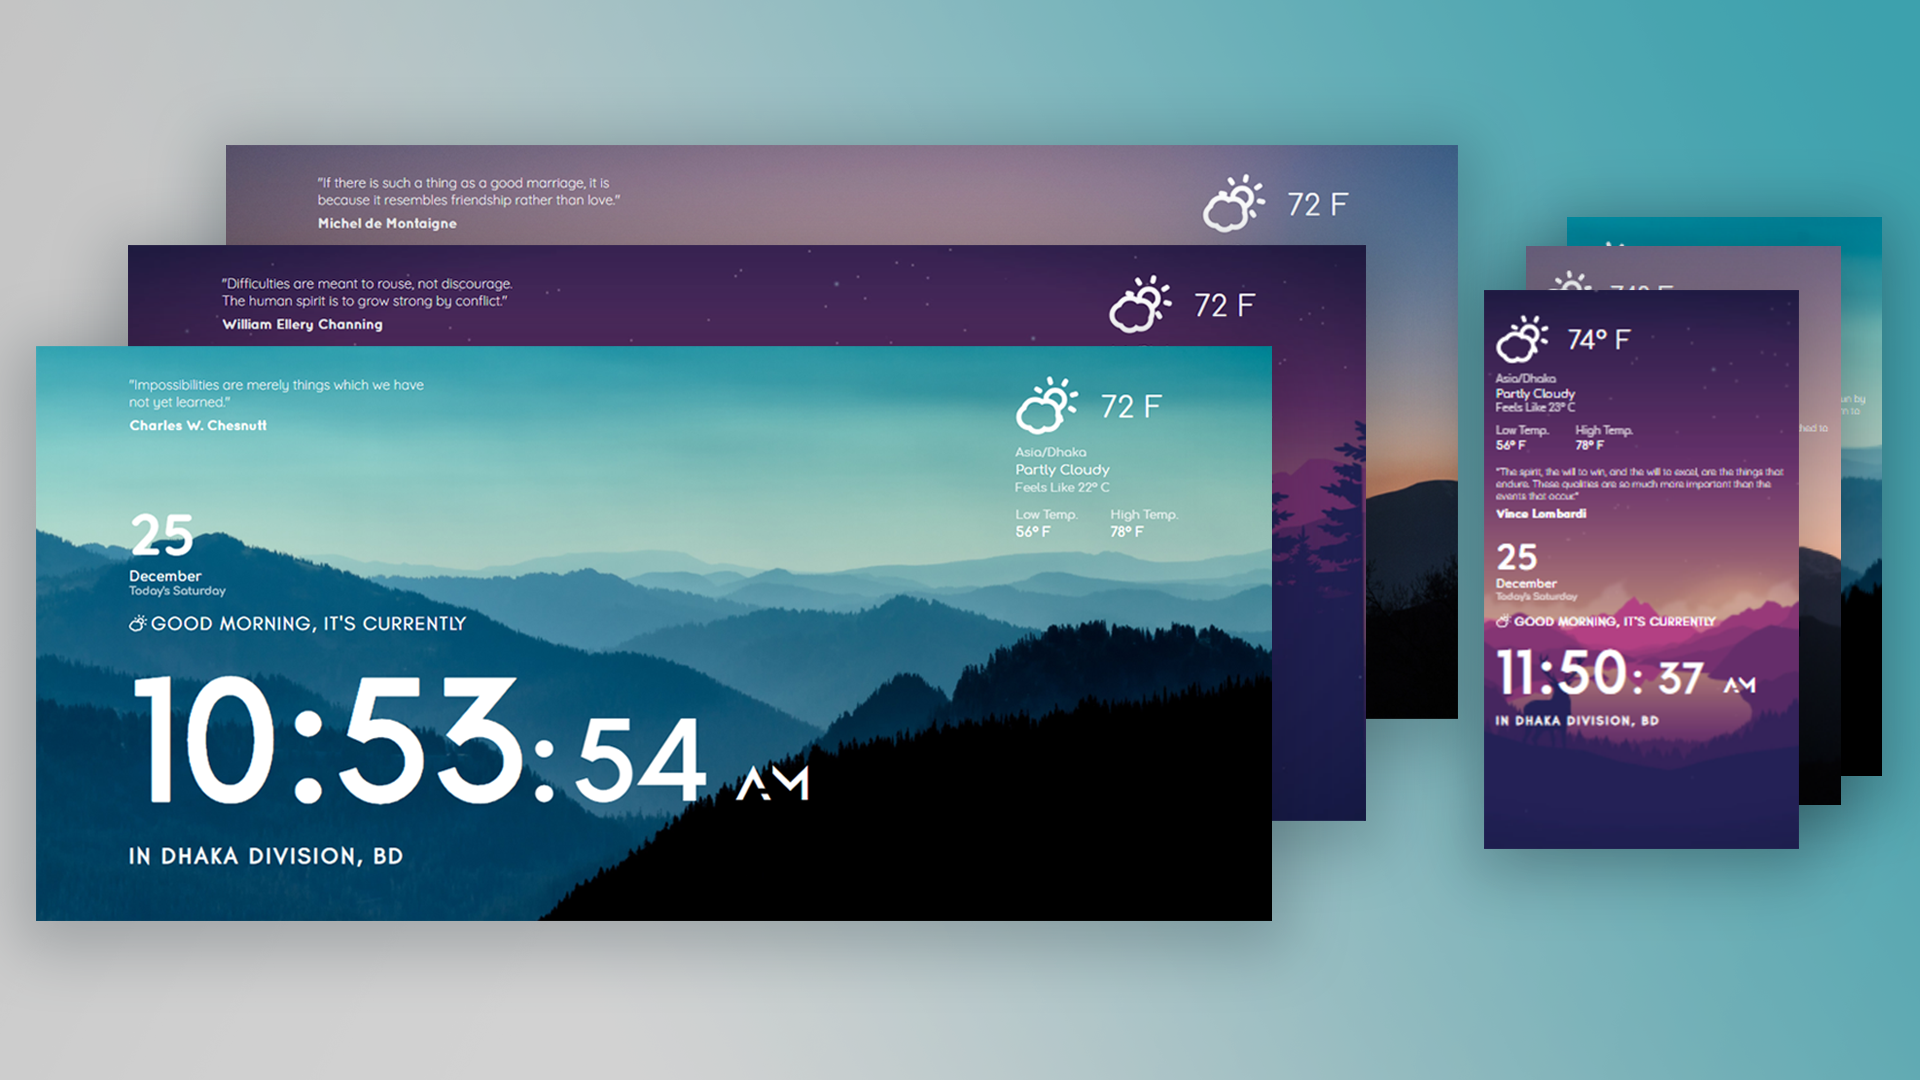 "If there is such a thing as a good marriage, it is
because it resembles friendship rather than love."
Michel de Montaigne
72 F
"Difficulties are meant to rouse, not discourage.
The human spirit is to grow strong by conflict."
William Ellery Channing
72 F
"Impossibilities are merely things which we have
not yet learned."
Charles W. Chesnutt
72 F
Asia/Dhaka
Partly Cloudy
Feels Like 22° C
Low Temp. High Temp.
56° F 78° F
25
December
Today's Saturday
GOOD MORNING, IT'S CURRENTLY
10:53:54 AM
IN DHAKA DIVISION, BD
74° F
Asia/Dhaka
Partly Cloudy
Feels Like 23° C
Low Temp. High Temp.
56° F 78° F
"The spirit, the will to win, and the will to excel, are the things that
endure. These qualities are so much more important than the
events that occur."
Vince Lombardi
25
December
Today's Saturday
GOOD MORNING, IT'S CURRENTLY
11:50:37 AM
IN DHAKA DIVISION, BD
by
to
to